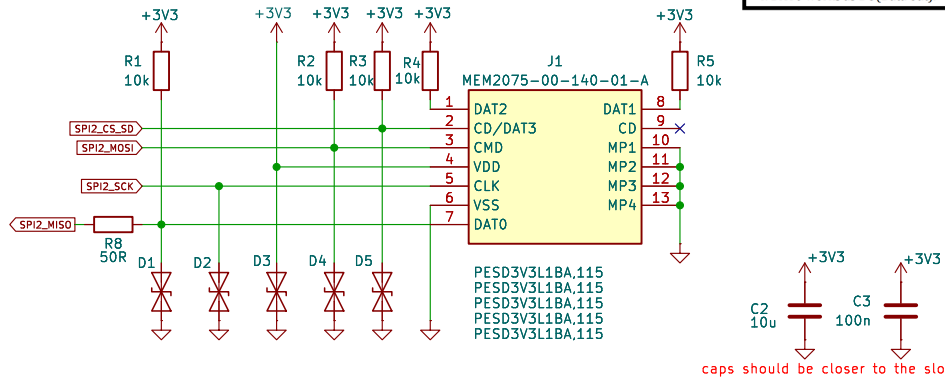 +3V3 +3V3 +3V3 +3V3 +3V3 +3V3
R1 10k
R2 10k
R3 10k
R4 10k
R5 10k
J1
MEM2075-00-140-01-A
1 DAT2
2 CD/DAT3
3 CMD
4 VDD
5 CLK
6 VSS
7 DAT0
DAT1 8
CD 9
MP1 10
MP2 11
MP3 12
MP4 13
SPI2_CS_SD
SPI2_MOSI
SPI2_SCK
SPI2_MISO
R8
50R
D1 D2 D3 D4 D5
PESD3V3L1BA,115
PESD3V3L1BA,115
PESD3V3L1BA,115
PESD3V3L1BA,115
PESD3V3L1BA,115
+3V3 +3V3
C2
10u
C3
100n
caps should be closer to the slo